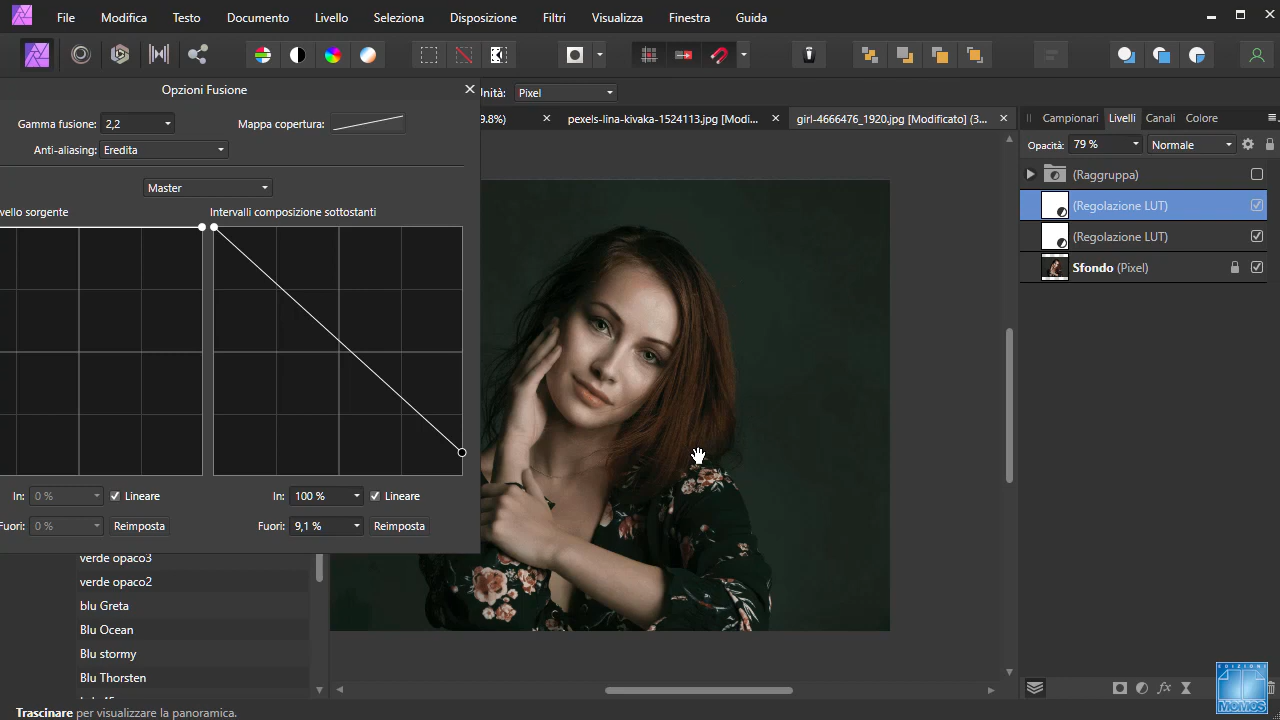 File Modifica Testo Documento Livello Seleziona Disposizione Filtri Visualizza Finestra Guida
Unità: Pixel
Opzioni Fusione
9.8%) pexels-lina-kivaka-1524113.jpg [Modi... girl-4666476_1920.jpg [Modificato] (3...
Campionari Livelli Canali Colore
Gamma fusione: 2,2 Mappa copertura:
Opacità: 79 % Normale
Anti-aliasing: Eredita
(Raggruppa)
Master
(Regolazione LUT)
vello sorgente Intervalli composizione sottostanti
(Regolazione LUT)
Sfondo (Pixel)
In: 0 % Lineare In: 100 % Lineare
Fuori: 0 % Reimposta Fuori: 9,1 % Reimposta
verde opaco3
verde opaco2
blu Greta
Blu Ocean
Blu stormy
Blu Thorsten
EDIZIONI
MOMOS
Trascinare per visualizzare la panoramica.